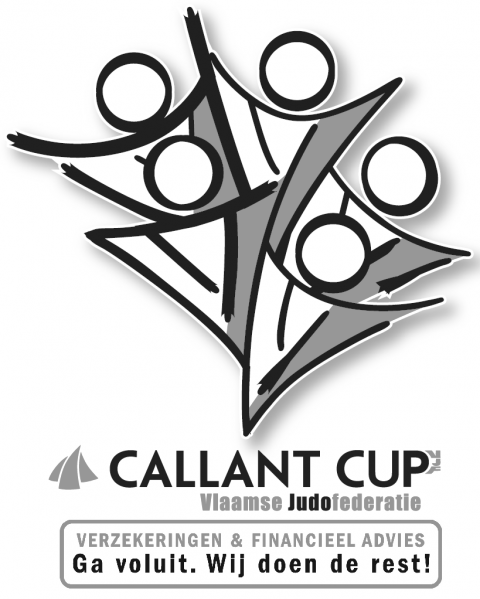 CALLANT CUP
Vlaamse Judofederatie
VERZEKERINGEN & FINANCIEEL ADVIES
Ga voluit. Wij doen de rest!